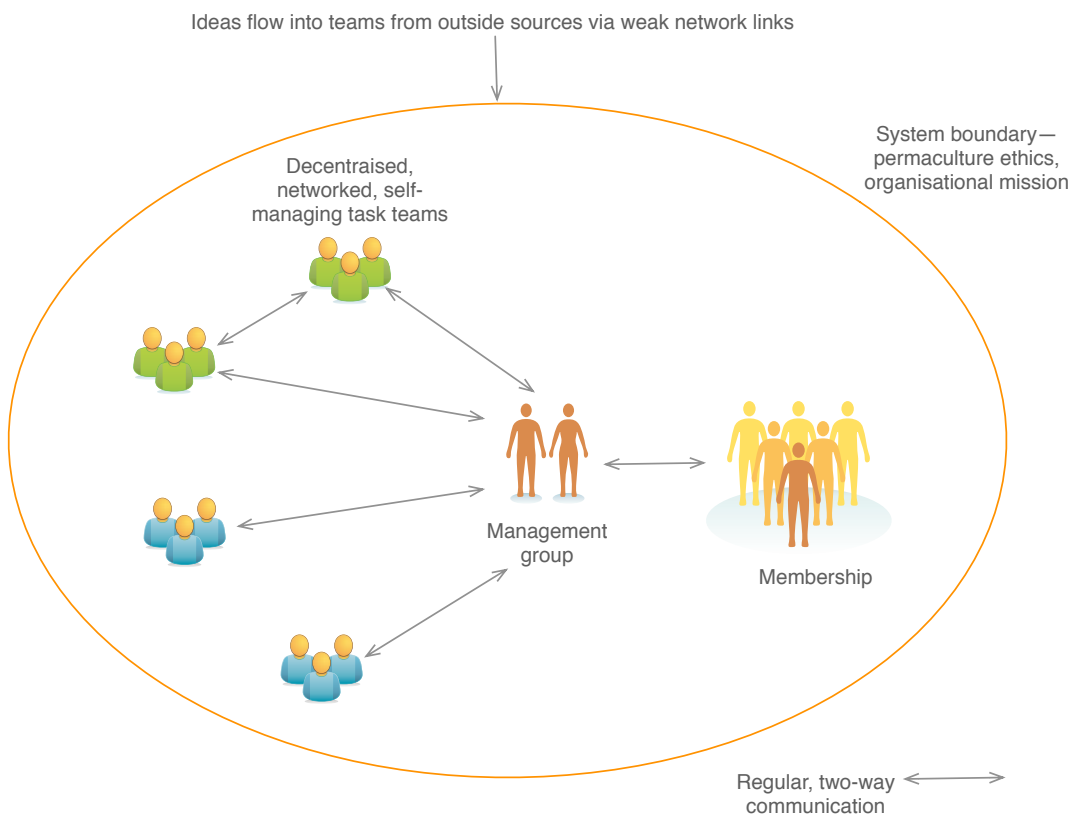 Ideas flow into teams from outside sources via weak network links
System boundary—
permaculture ethics,
organisational mission
Decentraised,
networked, self-
managing task teams
Management
group
Membership
Regular, two-way
communication